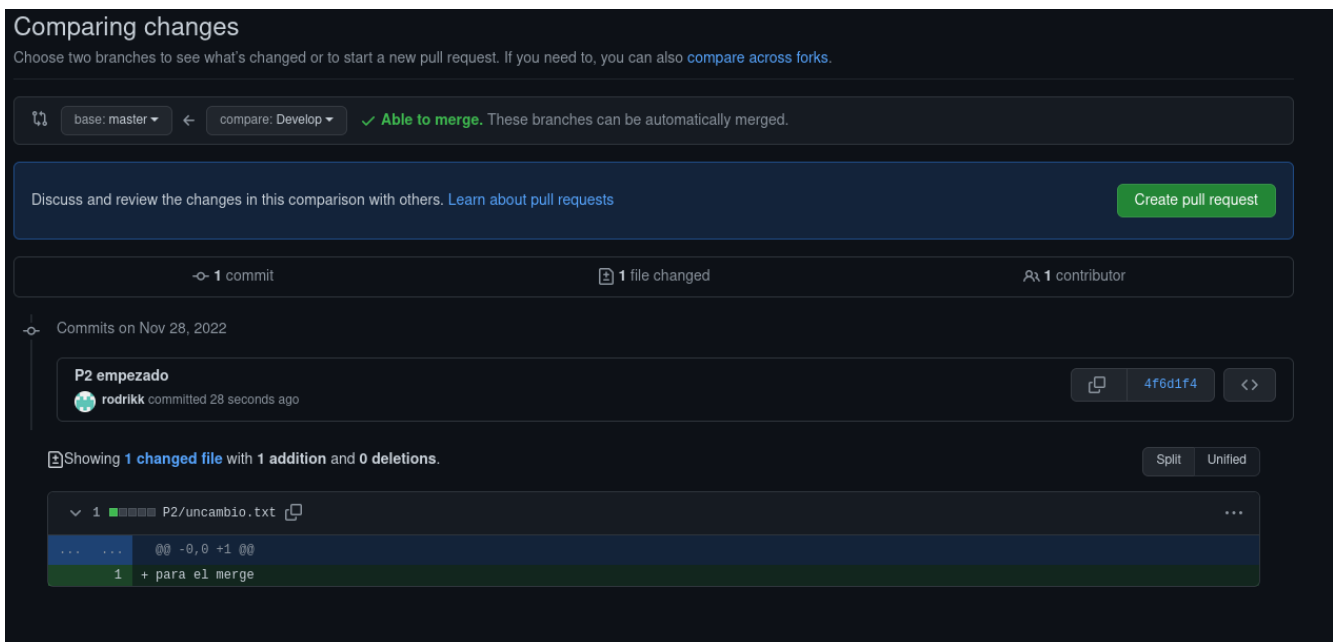 Comparing changes
Choose two branches to see what's changed or to start a new pull request. If you need to, you can also compare across forks.
base: master ← compare: Develop ✓ Able to merge. These branches can be automatically merged.
Discuss and review the changes in this comparison with others. Learn about pull requests Create pull request
1 commit 1 file changed 1 contributor
Commits on Nov 28, 2022
P2 empezado
rodrikk committed 28 seconds ago
4f6d1f4 <>
Showing 1 changed file with 1 addition and 0 deletions.
Split Unified
1 P2/uncambio.txt ...
... ... @@ -0,0 +1 @@
1 + para el merge